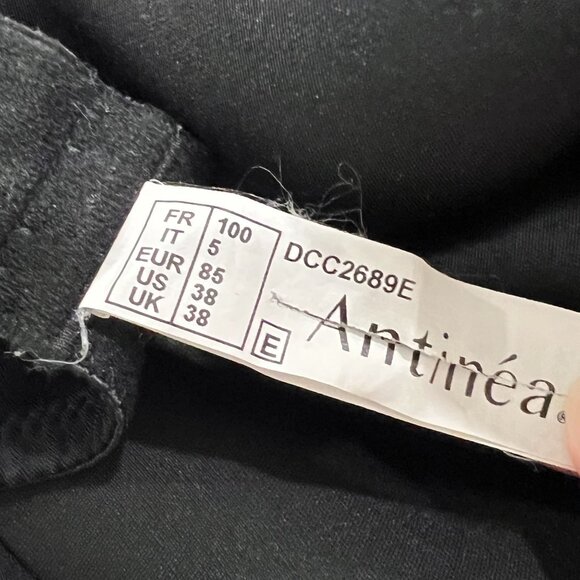 FR 100
IT 5
EUR 85
US 38
UK 38
E
DCC2689E
Antinéa®